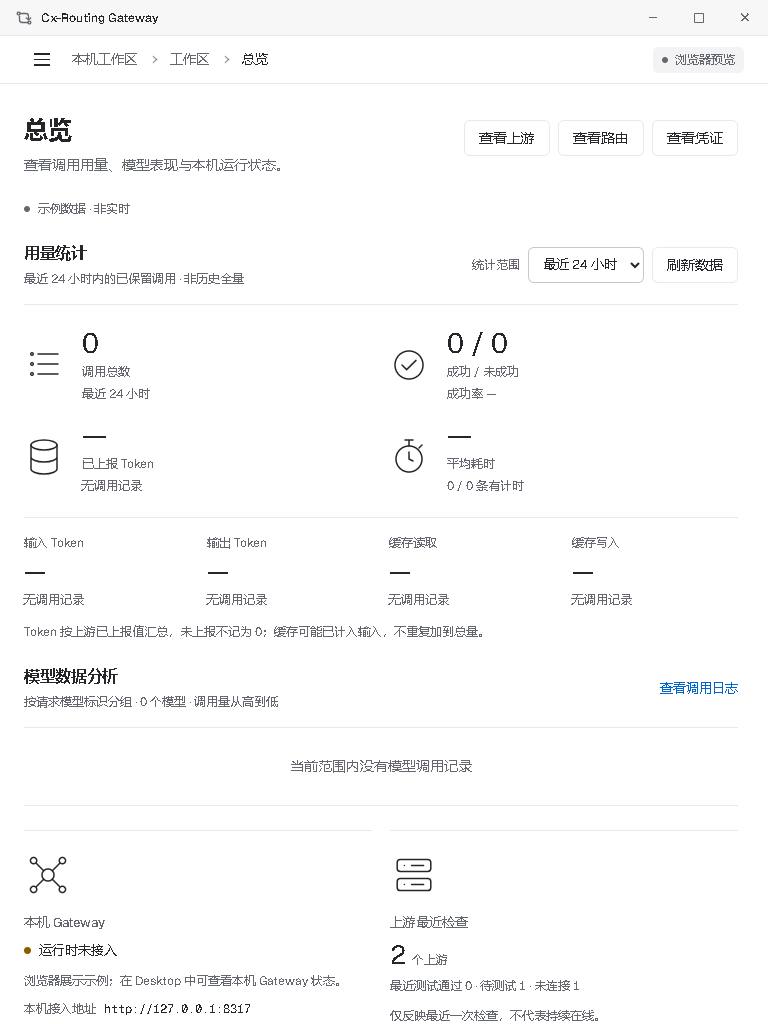 Cx-Routing Gateway
本机工作区 > 工作区 > 总览
浏览器预览
总览
查看上游
查看路由
查看凭证
查看调用用量、模型表现与本机运行状态。
示例数据 · 非实时
用量统计
最近 24 小时内的已保留调用 · 非历史全量
统计范围
最近 24 小时
刷新数据
0
调用总数
最近 24 小时
0 / 0
成功 / 未成功
成功率 —
—
已上报 Token
无调用记录
—
平均耗时
0 / 0 条有计时
输入 Token
—
无调用记录
输出 Token
—
无调用记录
缓存读取
—
无调用记录
缓存写入
—
无调用记录
Token 按上游已上报值汇总，未上报不记为 0；缓存可能已计入输入，不重复加到总量。
模型数据分析
按请求模型标识分组 · 0 个模型 · 调用量从高到低
查看调用日志
当前范围内没有模型调用记录
本机 Gateway
运行时未接入
浏览器展示示例；在 Desktop 中可查看本机 Gateway 状态。
本机接入地址 http://127.0.0.1:8317
上游最近检查
2 个上游
最近测试通过 0 · 待测试 1 · 未连接 1
仅反映最近一次检查，不代表持续在线。